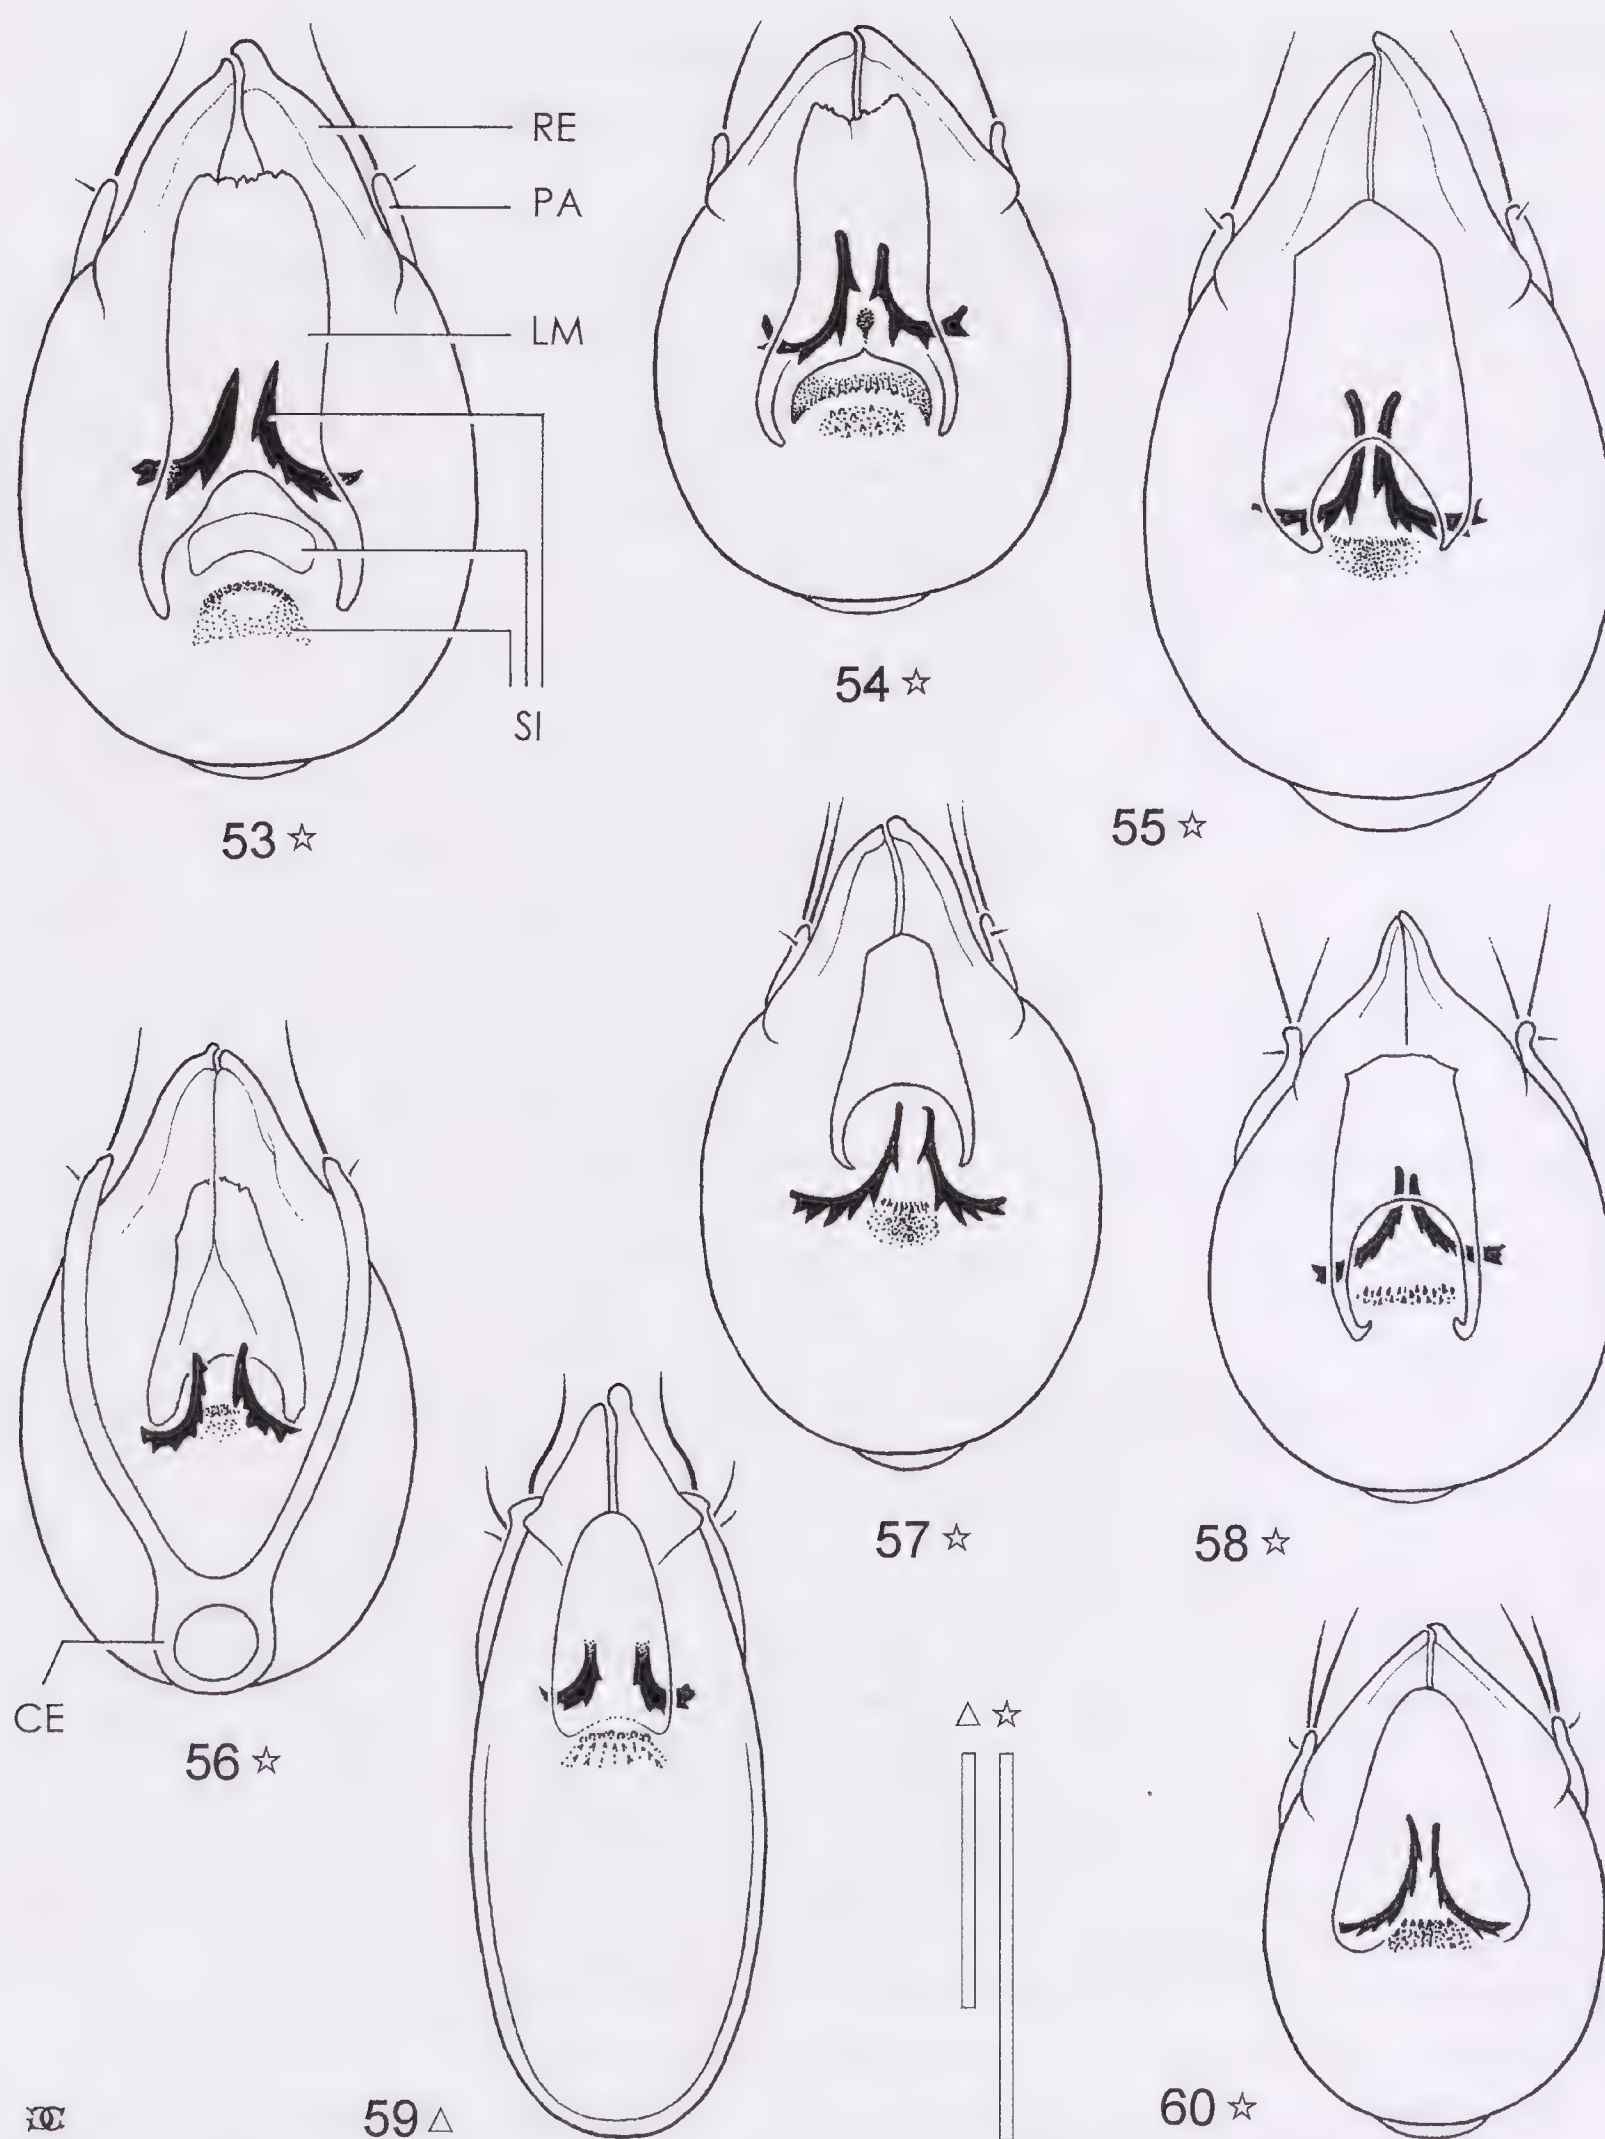 RE
PA
LM
SI
53 ☆
54 ☆
55 ☆
CE
56 ☆
57 ☆
58 ☆
△ ☆
59 △
60 ☆